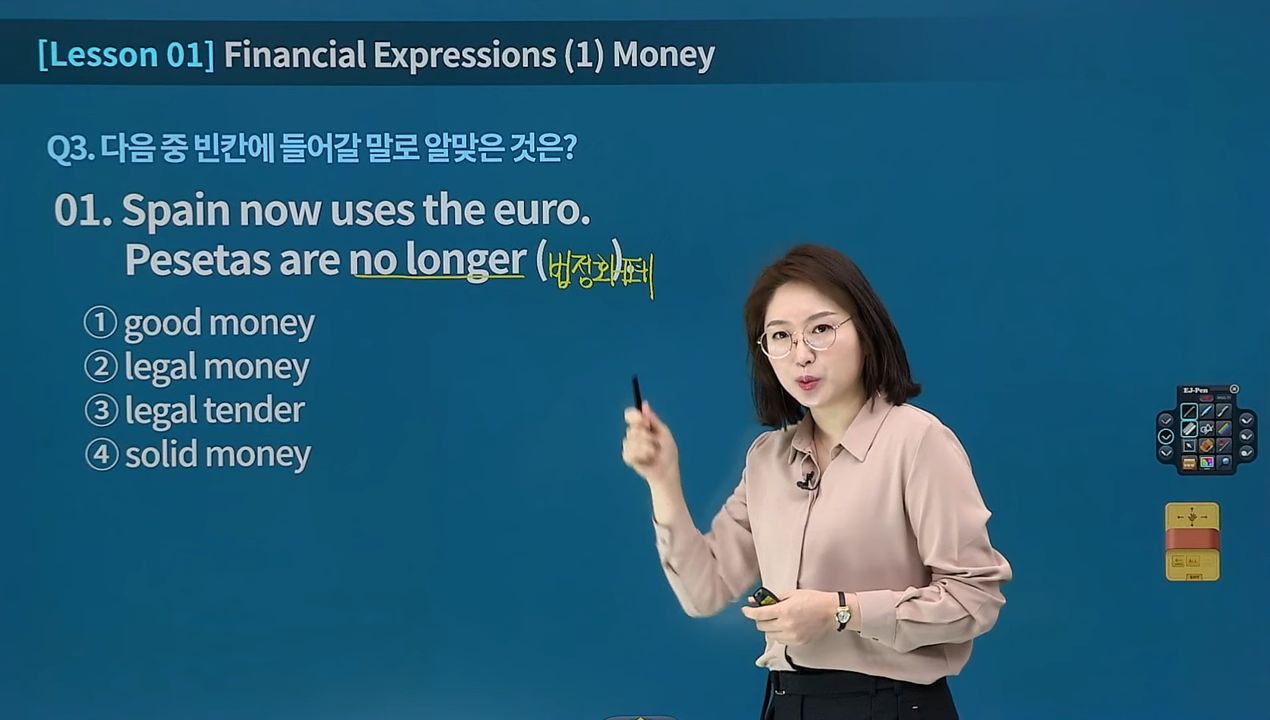 [Lesson 01] Financial Expressions (1) Money
Q3. 다음 중 빈칸에 들어갈 말로 알맞은 것은?
01. Spain now uses the euro.
Pesetas are no longer (법정화폐).
① good money
② legal money
③ legal tender
④ solid money
EJ-Pen